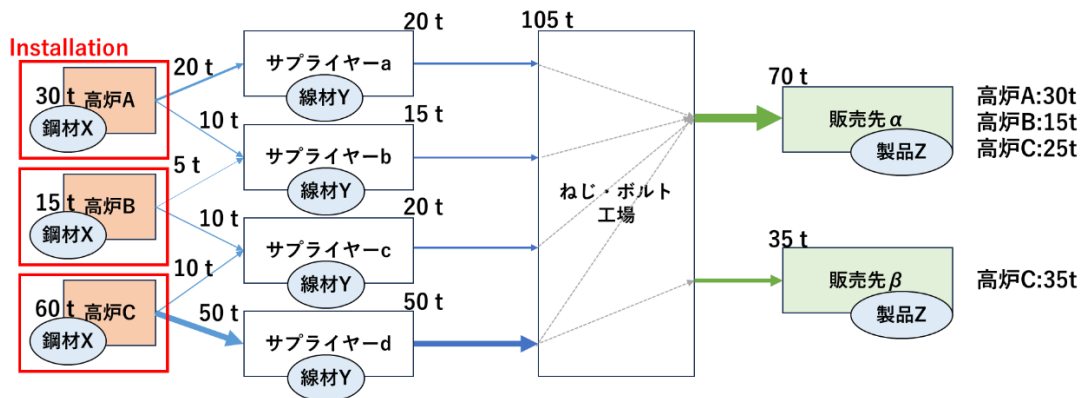 Installation
30 t
高炉A
鋼材X
15 t
高炉B
鋼材X
60 t
高炉C
鋼材X
20 t
10 t
5 t
10 t
10 t
50 t
20 t
サプライヤーa
線材Y
15 t
サプライヤーb
線材Y
20 t
サプライヤーc
線材Y
50 t
サプライヤーd
線材Y
105 t
ねじ・ボルト
工場
70 t
販売先α
製品Z
高炉A:30t
高炉B:15t
高炉C:25t
35 t
販売先β
製品Z
高炉C:35t